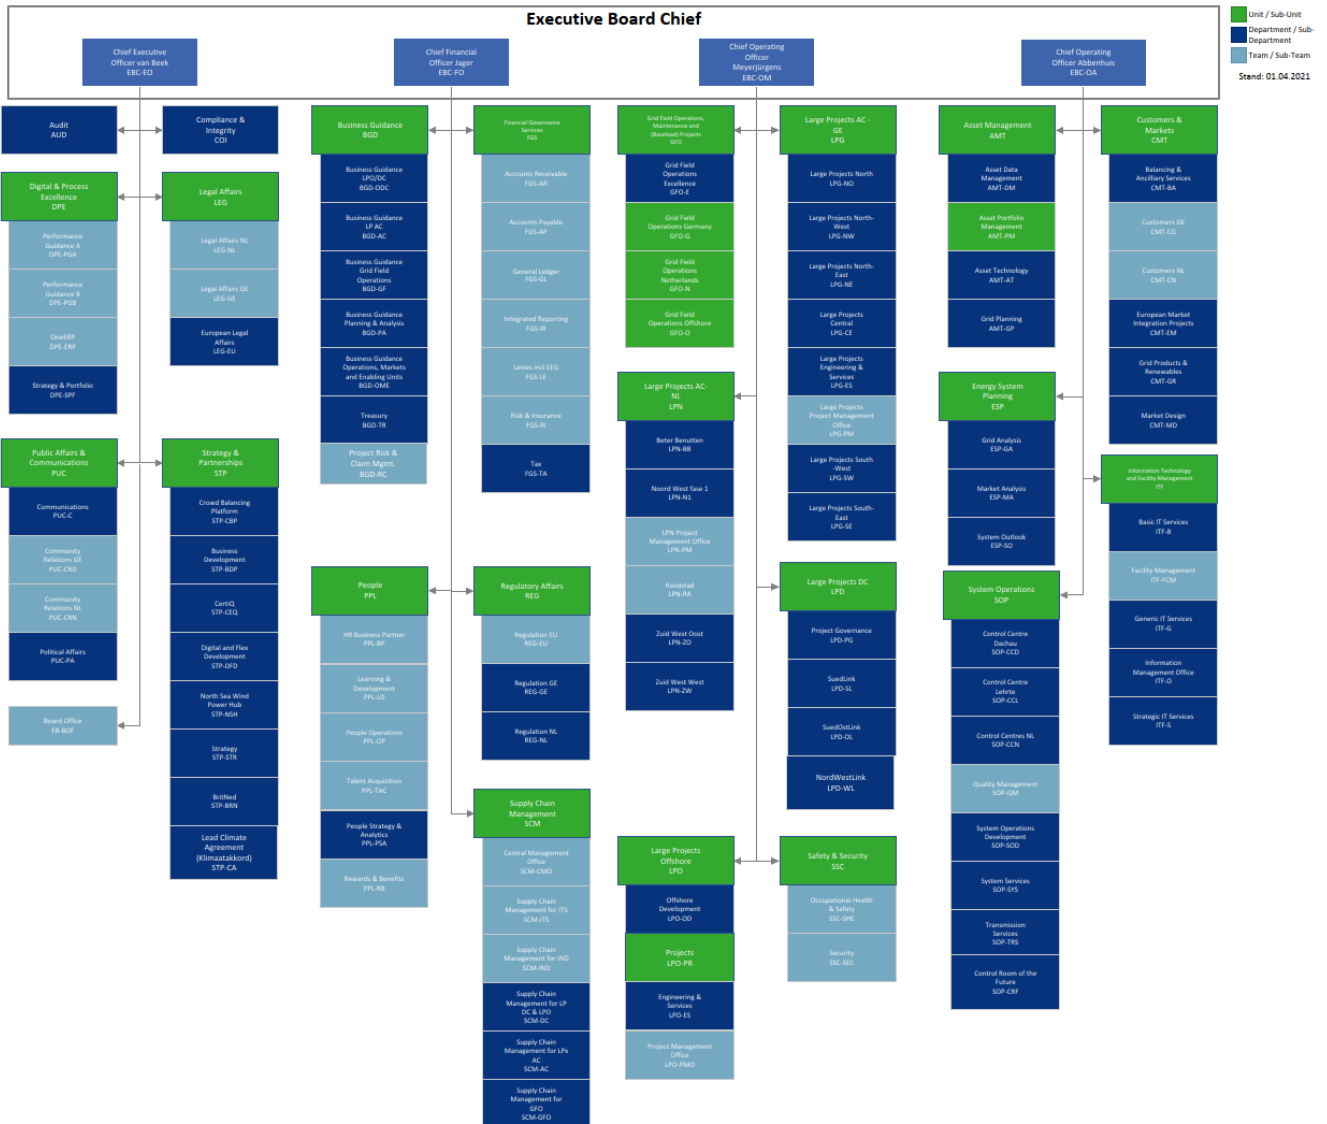 Executive Board Chief
Unit / Sub-Unit
Department / Sub-
Department
Team / Sub-Team
Stand: 01.04.2021
Chief Executive
Officer van Beek
EBC-EO
Chief Financial
Officer Jager
EBC-FO
Chief Operating
Officer
Meyerjürgens
EBC-OM
Chief Operating
Officer Abbenhuis
EBC-OA
Audit
AUD
Compliance &
Integrity
COI
Digital & Process
Excellence
DPE
Performance
Guidance A
DPE-PGA
Performance
Guidance B
DPE-PGB
OneERP
DPE-ERP
Strategy & Portfolio
DPE-SPF
Legal Affairs
LEG
Legal Affairs NL
LEG-NL
Legal Affairs GE
LEG-GE
European Legal
Affairs
LEG-EU
Public Affairs &
Communications
PUC
Communications
PUC-C
Community
Relations GE
PUC-CRG
Community
Relations NL
PUC-CRN
Political Affairs
PUC-PA
Board Office
EB-BOF
Strategy &
Partnerships
STP
Crowd Balancing
Platform
STP-CBP
Business
Development
STP-BDP
CertiQ
STP-CEQ
Digital and Flex
Development
STP-DFD
North Sea Wind
Power Hub
STP-NSH
Strategy
STP-STR
BritNed
STP-BRN
Lead Climate
Agreement
(Klimaatakkord)
STP-CA
Business Guidance
BGD
Business Guidance
LPO/DC
BGD-ODC
Business Guidance
LP AC
BGD-AC
Business Guidance
Grid Field
Operations
BGD-GF
Business Guidance
Planning & Analysis
BGD-PA
Business Guidance
Operations, Markets
and Enabling Units
BGD-OME
Treasury
BGD-TR
Project Risk &
Claim Mgmt.
BGD-RC
Financial Governance
Services
FGS
Accounts Receivable
FGS-AR
Accounts Payable
FGS-AP
General Ledger
FGS-GL
Integrated Reporting
FGS-IR
Levies incl EEG
FGS-LE
Risk & insurance
FGS-RI
Tax
FGS-TA
People
PPL
HR Business Partner
PPL-BP
Learning &
Development
PPL-LD
People Operations
PPL-OP
Talent Acquisition
PPL-TAC
People Strategy &
Analytics
PPL-PSA
Rewards & Benefits
PPL-RB
Regulatory Affairs
REG
Regulation EU
REG-EU
Regulation GE
REG-GE
Regulation NL
REG-NL
Supply Chain
Management
SCM
Central Management
Office
SCM-CMO
Supply Chain
Management for ITS
SCM-ITS
Supply Chain
Management for IND
SCM-IND
Supply Chain
Management for LP
DC & LPO
SCM-DC
Supply Chain
Management for LPx
AC
SCM-AC
Supply Chain
Management for
GFO
SCM-GFO
Grid Field Operations,
Maintenance and
(Baseload) Projects
GFO
Grid Field
Operations
Excellence
GFO-E
Grid Field
Operations Germany
GFO-G
Grid Field
Operations
Netherlands
GFO-N
Grid Field
Operations Offshore
GFO-O
Large Projects AC-
NL
LPN
Beter Benutten
LPN-BB
Noord West fase 1
LPN-N1
LPN Project
Management Office
LPN-PM
Randstad
LPN-RA
Zuid West Oost
LPN-ZO
Zuid West West
LPN-ZW
Large Projects
Offshore
LPO
Offshore
Development
LPO-OD
Projects
LPO-PR
Engineering &
Services
LPO-ES
Project Management
Office
LPO-PMO
Large Projects AC -
GE
LPG
Large Projects North
LPG-NO
Large Projects North-
West
LPG-NW
Large Projects North-
East
LPG-NE
Large Projects
Central
LPG-CE
Large Projects
Engineering &
Services
LPG-ES
Large Projects
Project Management
Office
LPG-PM
Large Projects South
-West
LPG-SW
Large Projects South-
East
LPG-SE
Large Projects DC
LPD
Project Governance
LPD-PG
SuedLink
LPD-SL
SuedOstLink
LPD-OL
NordWestLink
LPD-WL
Safety & Security
SSC
Occupational Health
& Safety
SSC-SHE
Security
SSC-SEC
Asset Management
AMT
Asset Data
Management
AMT-DM
Asset Portfolio
Management
AMT-PM
Asset Technology
AMT-AT
Grid Planning
AMT-GP
Energy System
Planning
ESP
Grid Analysis
ESP-GA
Market Analysis
ESP-MA
System Outlook
ESP-SO
System Operations
SOP
Control Centre
Dachau
SOP-CCD
Control Centre
Lehrte
SOP-CCL
Control Centres NL
SOP-CCN
Quality Management
SOP-QM
System Operations
Development
SOP-SOD
System Services
SOP-SYS
Transmission
Services
SOP-TRS
Control Room of the
Future
SOP-CRF
Customers &
Markets
CMT
Balancing &
Ancilliary Services
CMT-BA
Customers GE
CMT-CG
Customers NL
CMT-CN
European Market
Integration Projects
CMT-EM
Grid Products &
Renewables
CMT-GR
Market Design
CMT-MD
Information Technology
and Facility Management
ITF
Basic IT Services
ITF-B
Facility Management
ITF-FCM
Generic IT Services
ITF-G
Information
Management Office
ITF-O
Strategic IT Services
ITF-S